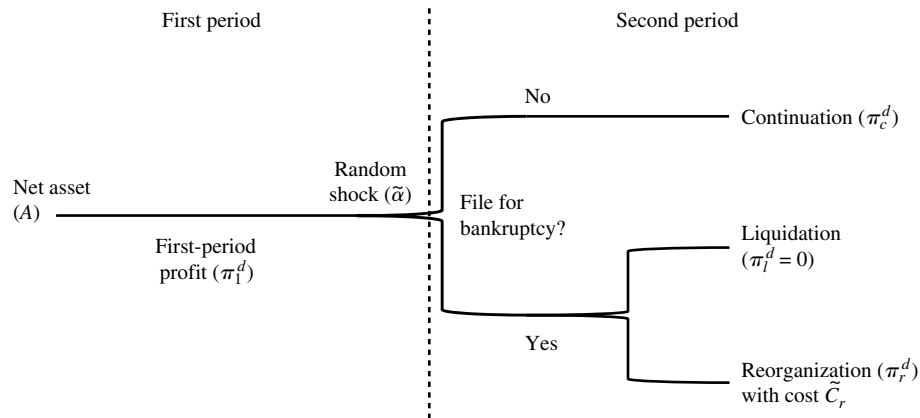 First period
Second period
No
Continuation (π_c^d)
Random
shock (α̃)
Net asset
(A)
File for
bankruptcy?
First-period
profit (π_1^d)
Liquidation
(π_l^d = 0)
Yes
Reorganization (π_r^d)
with cost C̃_r